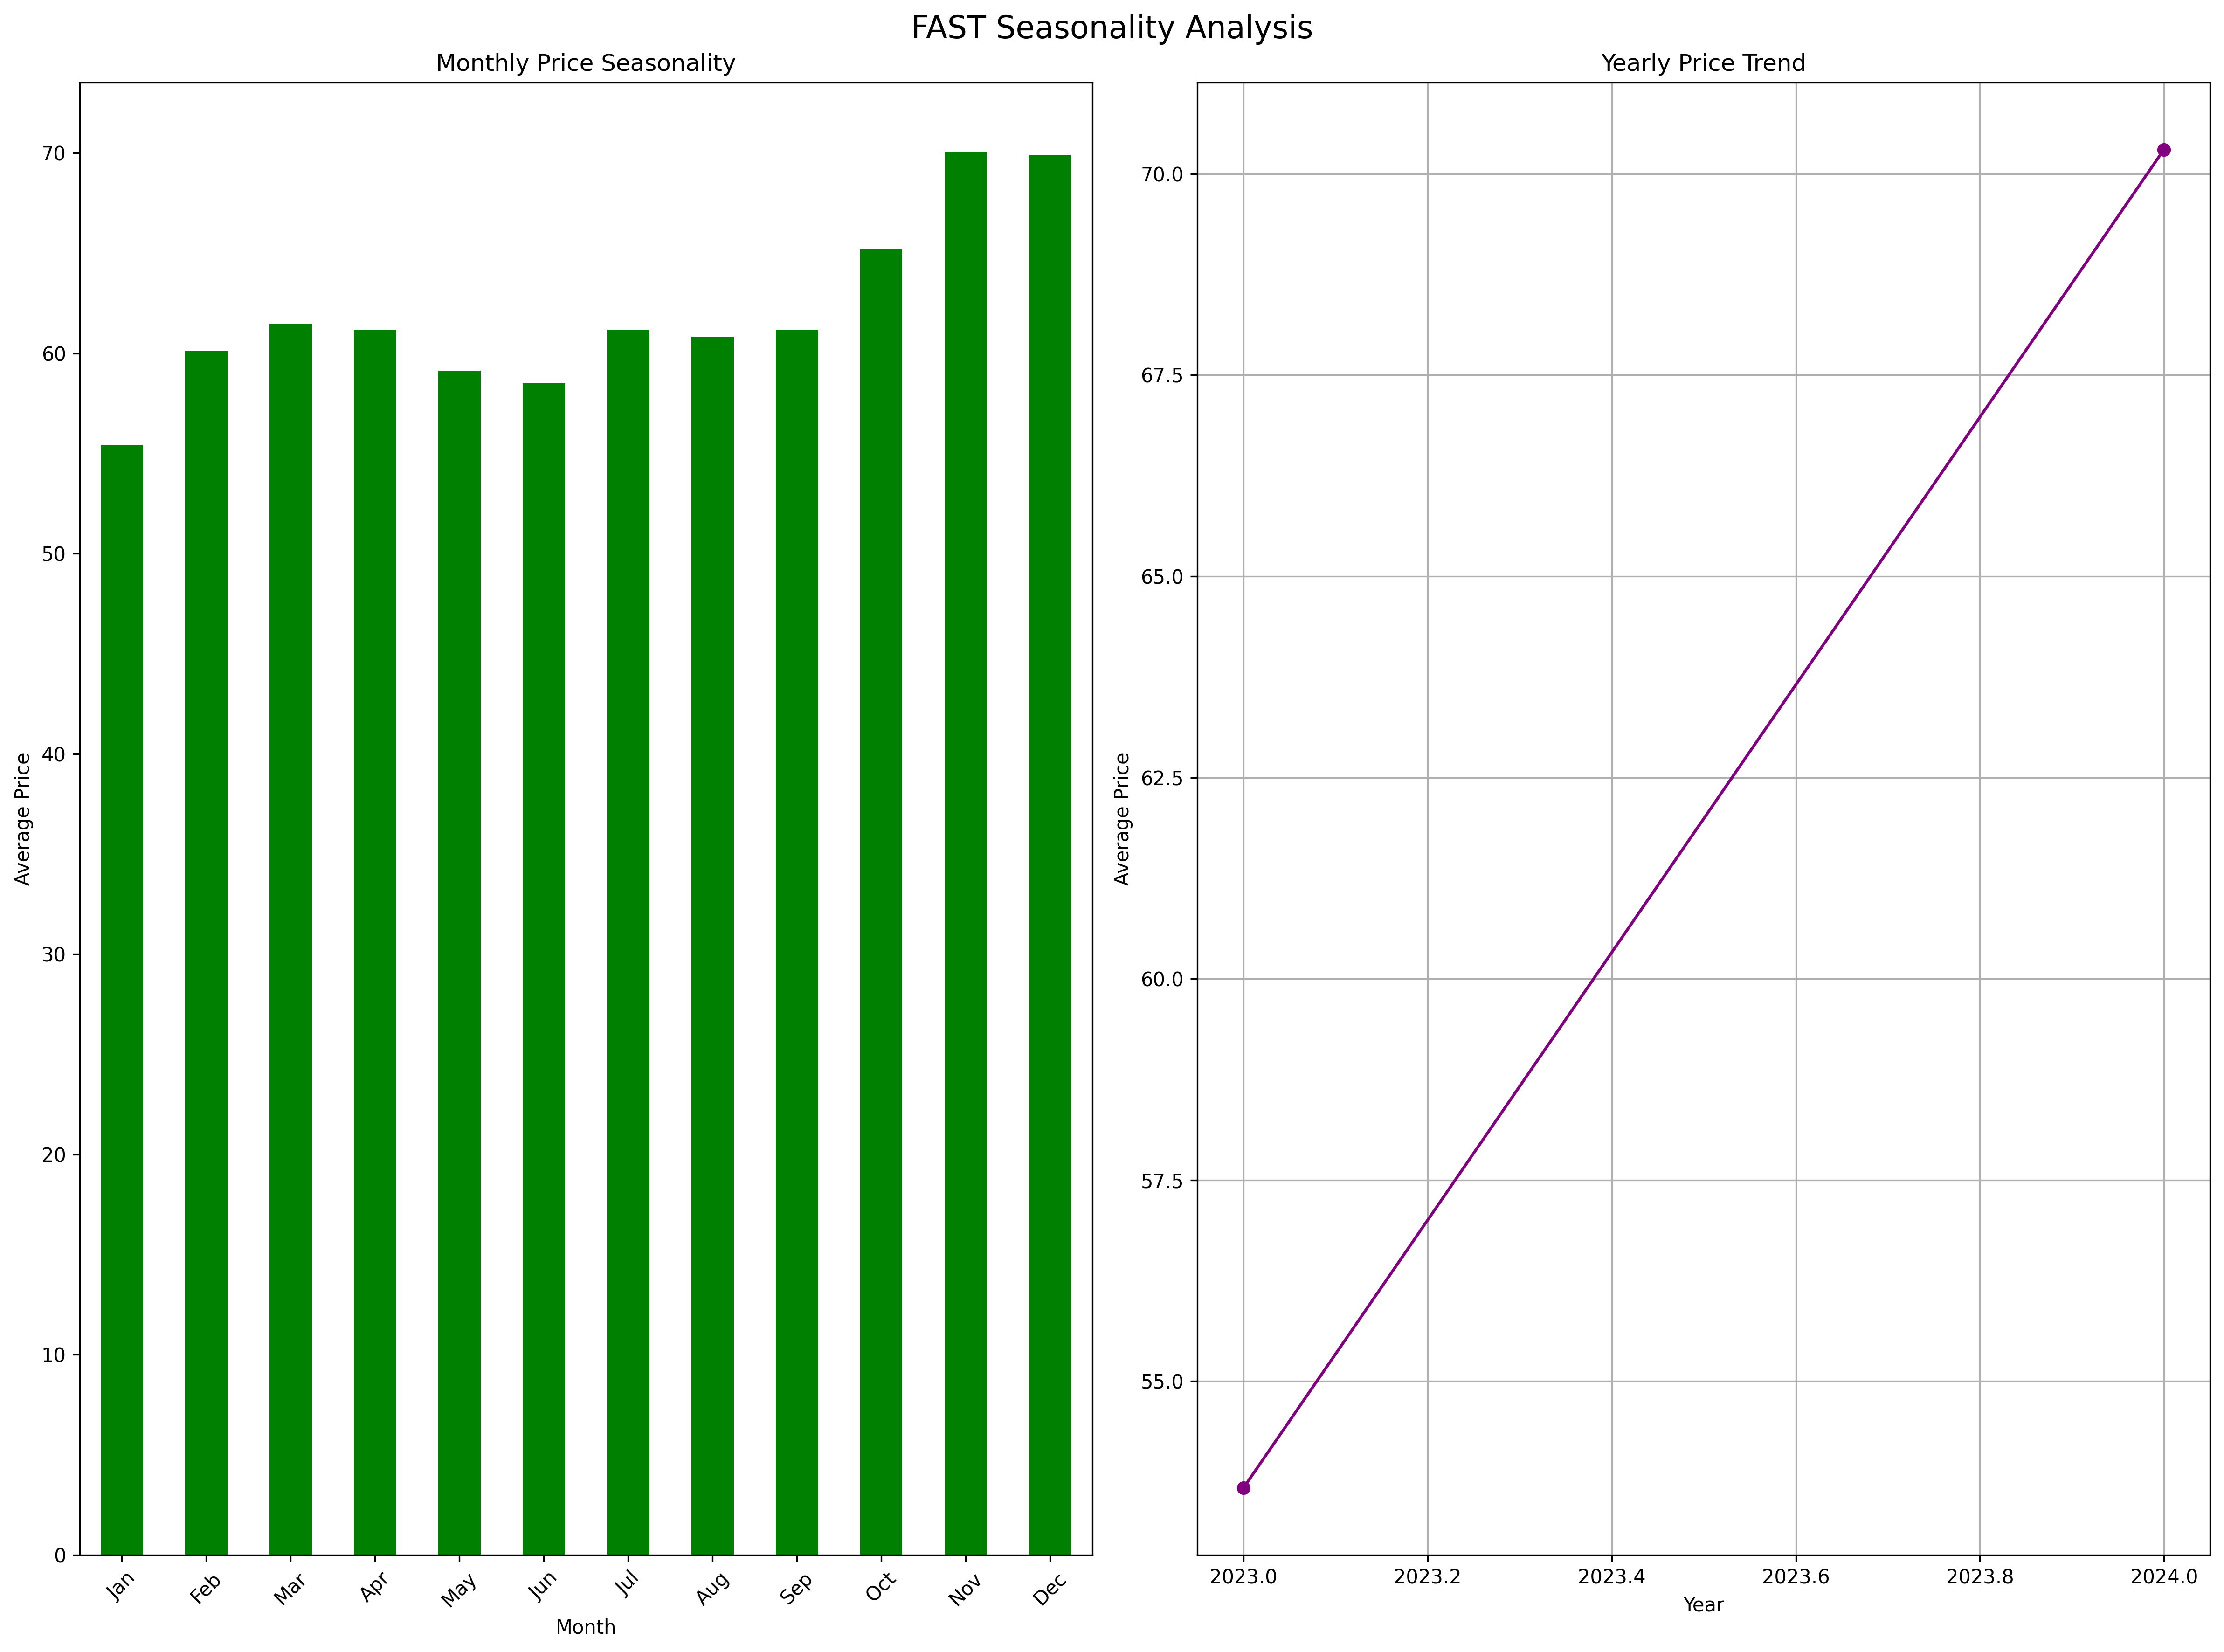 FAST Seasonality Analysis
Monthly Price Seasonality
Average Price
70
60
50
40
30
20
10
0
Jan
Feb
Mar
Apr
May
Jun
Jul
Aug
Sep
Oct
Nov
Dec
Month
Yearly Price Trend
Average Price
70.0
67.5
65.0
62.5
60.0
57.5
55.0
2023.0
2023.2
2023.4
2023.6
2023.8
2024.0
Year